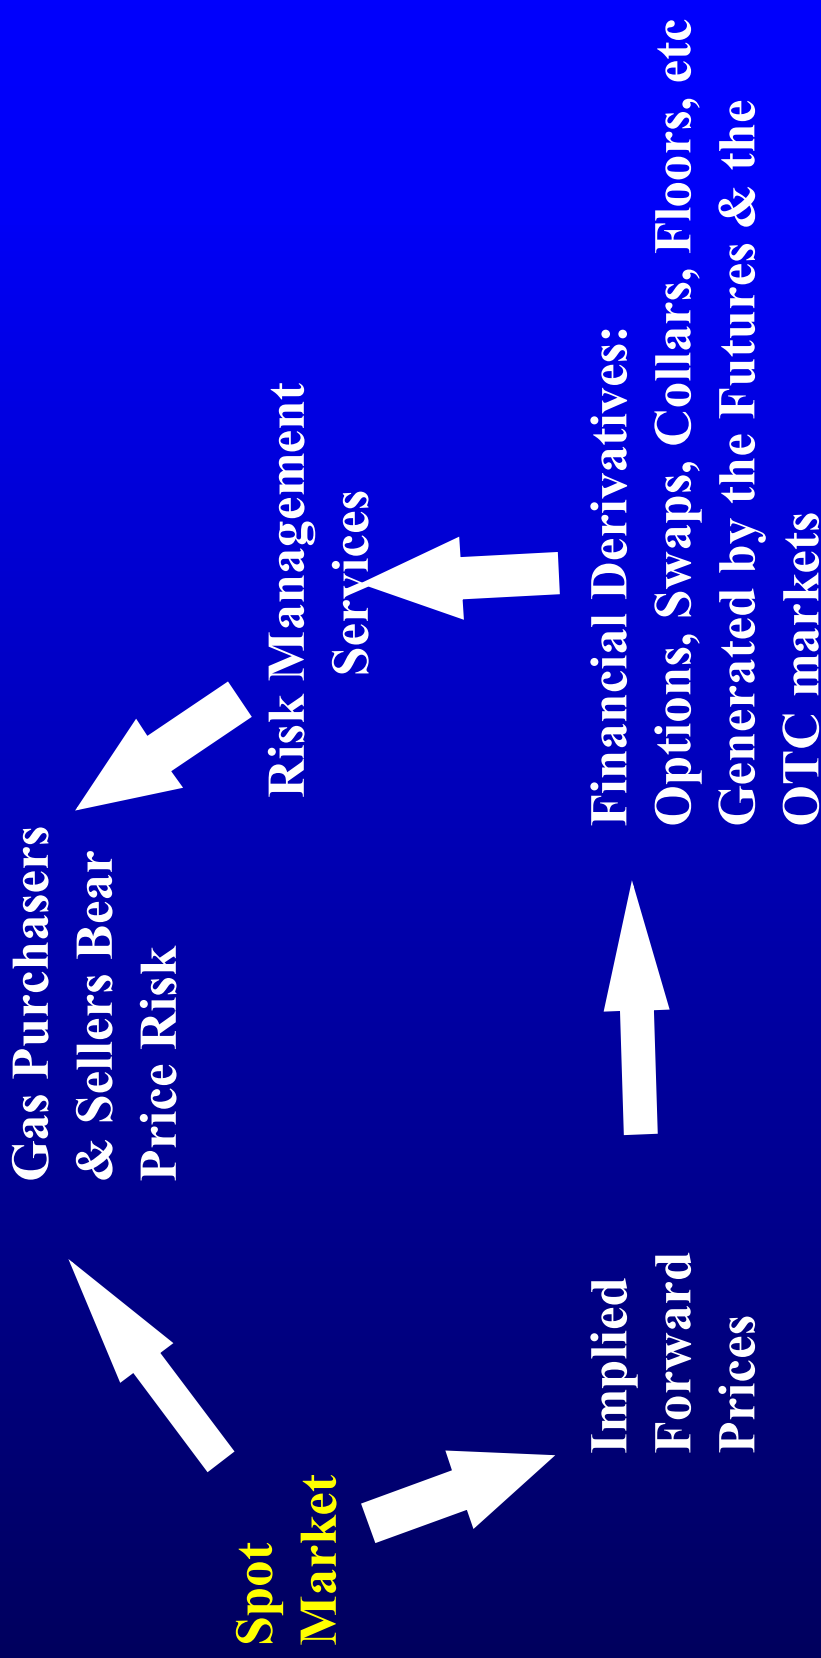 Gas Purchasers
& Sellers Bear
Price Risk
Spot
Market
Risk Management
Services
Implied
Forward
Prices
Financial Derivatives:
Options, Swaps, Collars, Floors, etc
Generated by the Futures & the
OTC markets